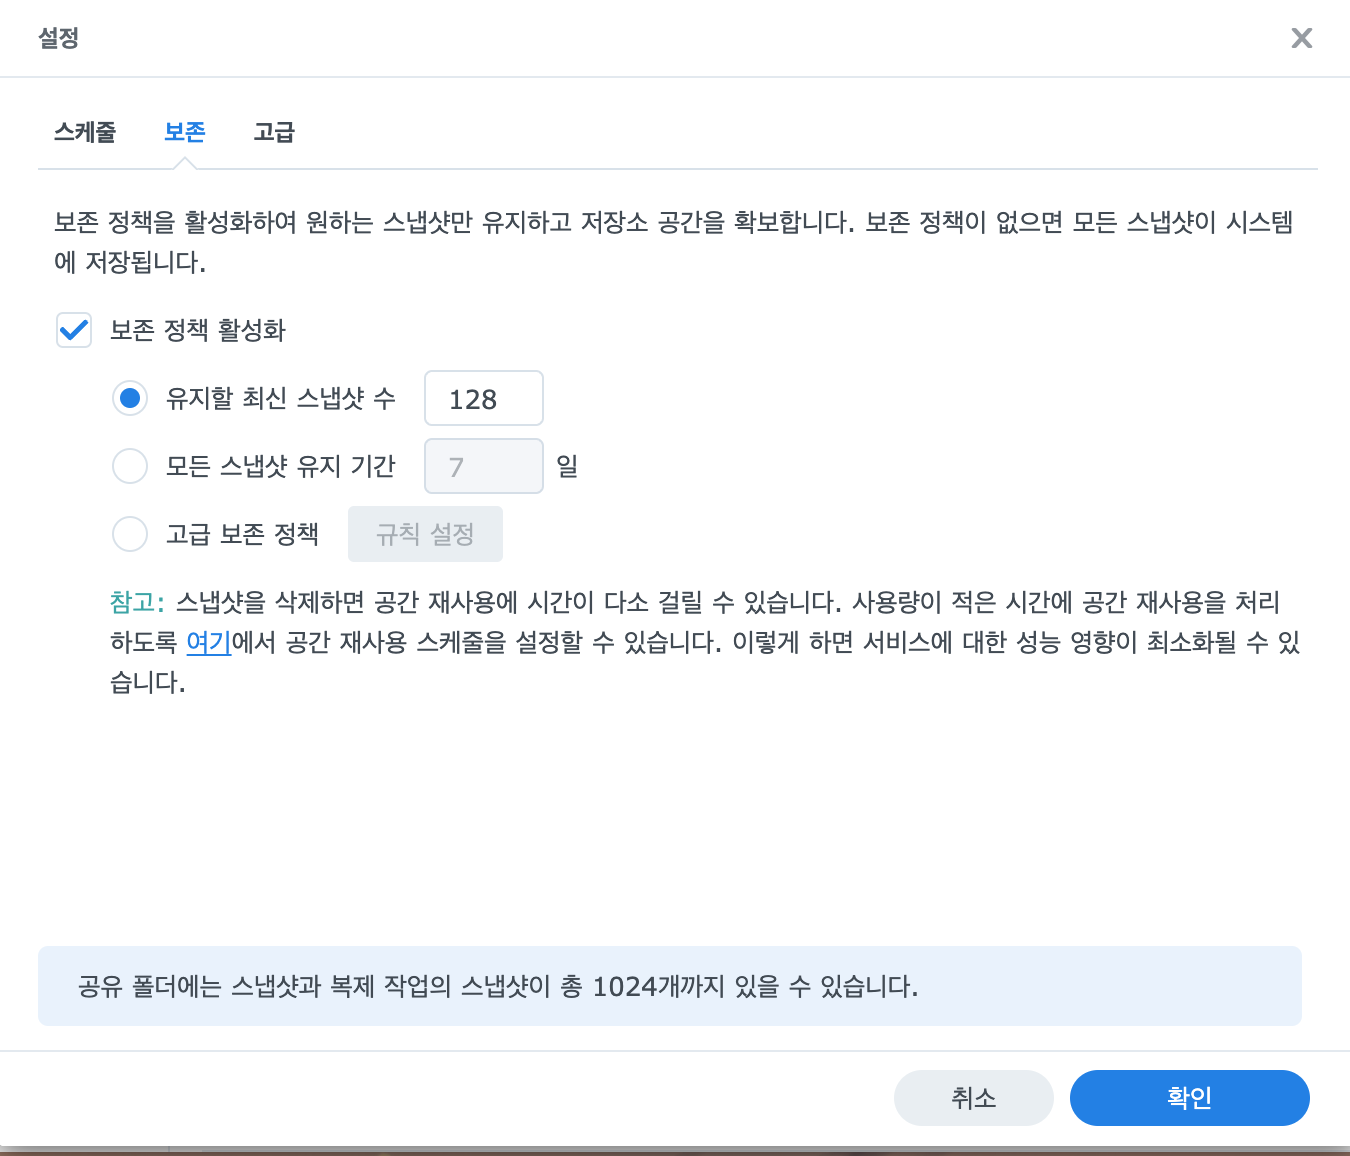 설정
스케줄 보존 고급
보존 정책을 활성화하여 원하는 스냅샷만 유지하고 저장소 공간을 확보합니다. 보존 정책이 없으면 모든 스냅샷이 시스템
에 저장됩니다.
보존 정책 활성화
유지할 최신 스냅샷 수 128
모든 스냅샷 유지 기간 7 일
고급 보존 정책 규칙 설정
참고: 스냅샷을 삭제하면 공간 재사용에 시간이 다소 걸릴 수 있습니다. 사용량이 적은 시간에 공간 재사용을 처리
하도록 여기에서 공간 재사용 스케줄을 설정할 수 있습니다. 이렇게 하면 서비스에 대한 성능 영향이 최소화될 수 있
습니다.
공유 폴더에는 스냅샷과 복제 작업의 스냅샷이 총 1024개까지 있을 수 있습니다.
취소 확인